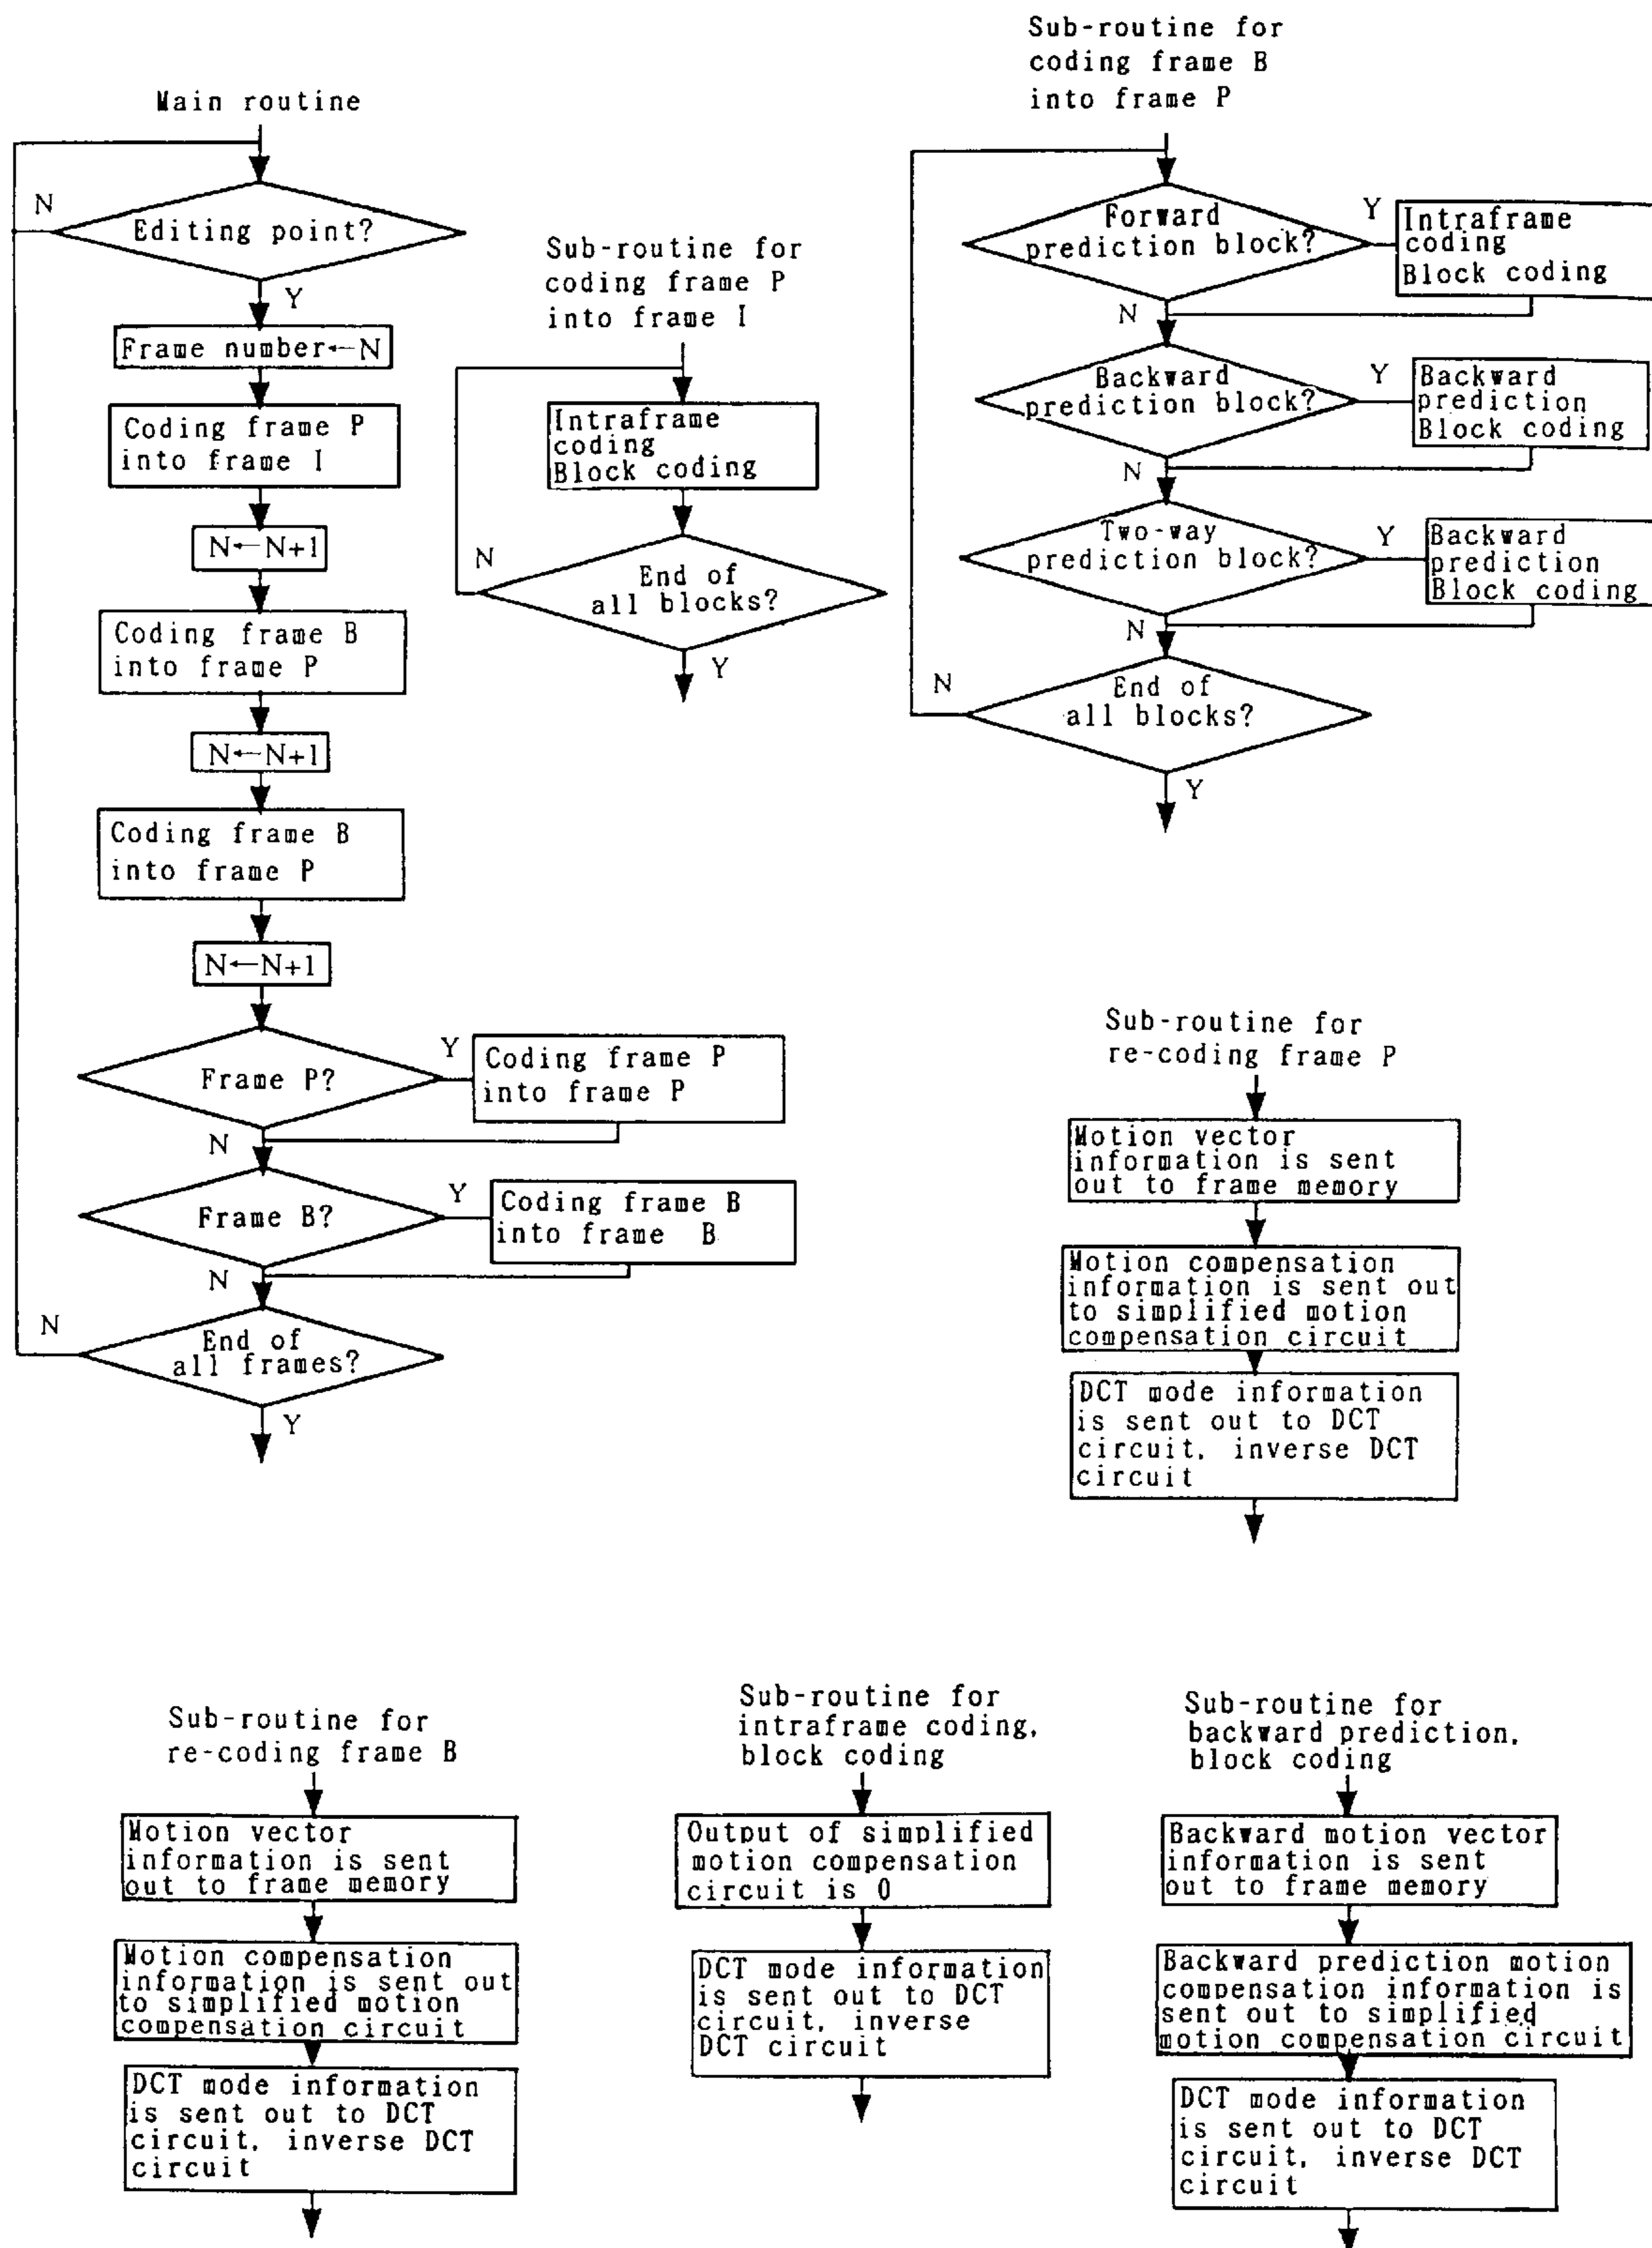 Main routine
N
Editing point?
Y
Frame number←N
Coding frame P
into frame I
N←N+1
Coding frame B
into frame P
N←N+1
Coding frame B
into frame P
N←N+1
Frame P?
Y
Coding frame P
into frame P
N
Frame B?
Y
Coding frame B
into frame B
N
N
End of
all frames?
Y
Sub-routine for
coding frame P
into frame I
Intraframe
coding
Block coding
N
End of
all blocks?
Y
Sub-routine for
coding frame B
into frame P
Forward
prediction block?
Y
Intraframe
coding
Block coding
N
Backward
prediction block?
Y
Backward
prediction
Block coding
N
Two-way
prediction block?
Y
Backward
prediction
Block coding
N
N
End of
all blocks?
Y
Sub-routine for
re-coding frame P
Motion vector
information is sent
out to frame memory
Motion compensation
information is sent out
to simplified motion
compensation circuit
DCT mode information
is sent out to DCT
circuit, inverse DCT
circuit
Sub-routine for
re-coding frame B
Motion vector
information is sent
out to frame memory
Motion compensation
information is sent out
to simplified motion
compensation circuit
DCT mode information
is sent out to DCT
circuit, inverse DCT
circuit
Sub-routine for
intraframe coding,
block coding
Output of simplified
motion compensation
circuit is 0
DCT mode information
is sent out to DCT
circuit, inverse
DCT circuit
Sub-routine for
backward prediction,
block coding
Backward motion vector
information is sent
out to frame memory
Backward prediction motion
compensation information is
sent out to simplified
motion compensation circuit
DCT mode information
is sent out to DCT
circuit, inverse DCT
circuit